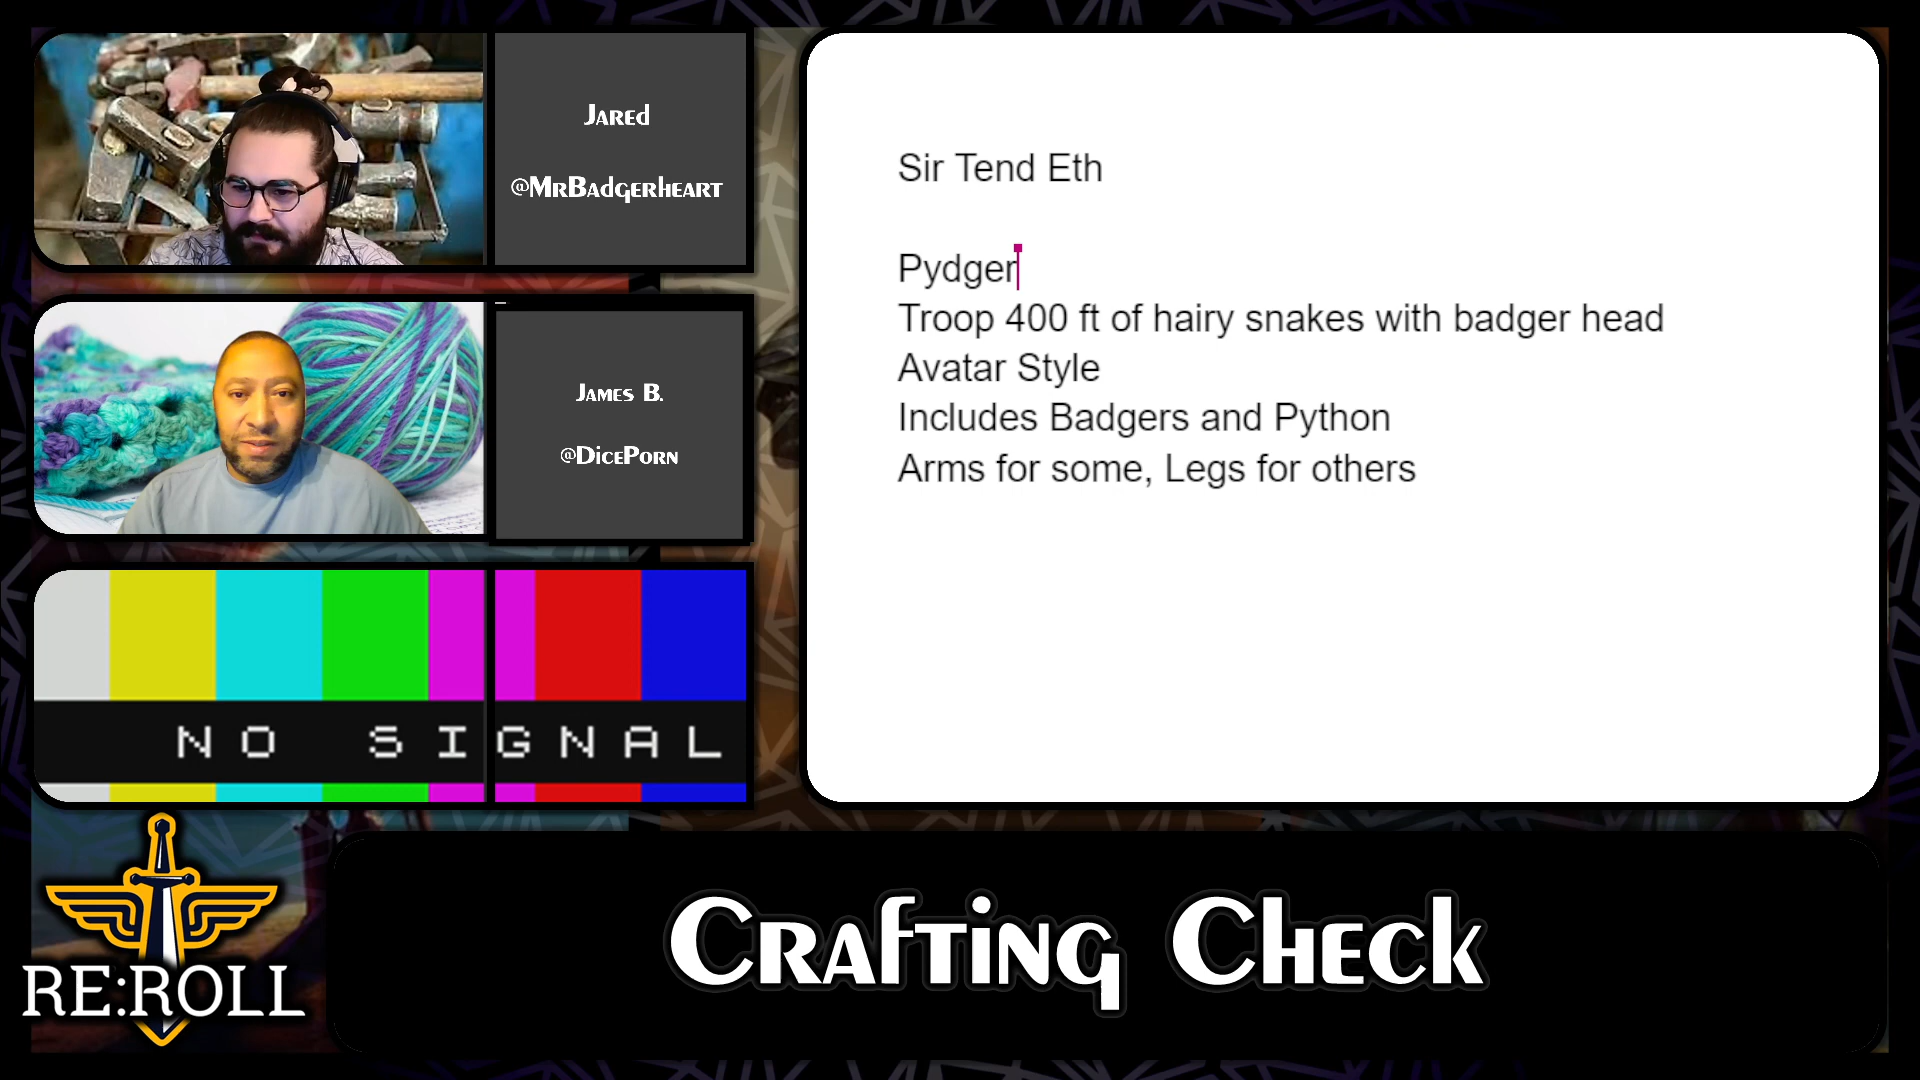 Jared
@MrBadgerheart
James B.
@DicePorn
NO SIGNAL
RE:ROLL
Sir Tend Eth
Pydger
Troop 400 ft of hairy snakes with badger head
Avatar Style
Includes Badgers and Python
Arms for some, Legs for others
Crafting Check